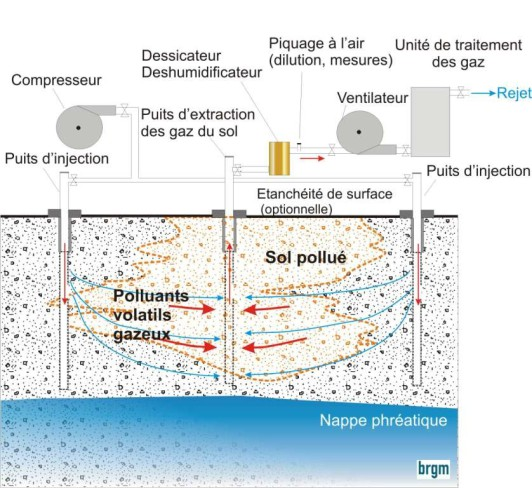 Piquage à l'air
(dilution, mesures)
Unité de traitement
des gaz
Dessicateur
Deshumidificateur
Compresseur
Ventilateur
Rejet
Puits d'extraction
des gaz du sol
Puits d'injection
Puits d'injection
Etanchéité de surface
(optionnelle)
Sol pollué
Polluants
volatils
gazeux
Nappe phréatique
brgm